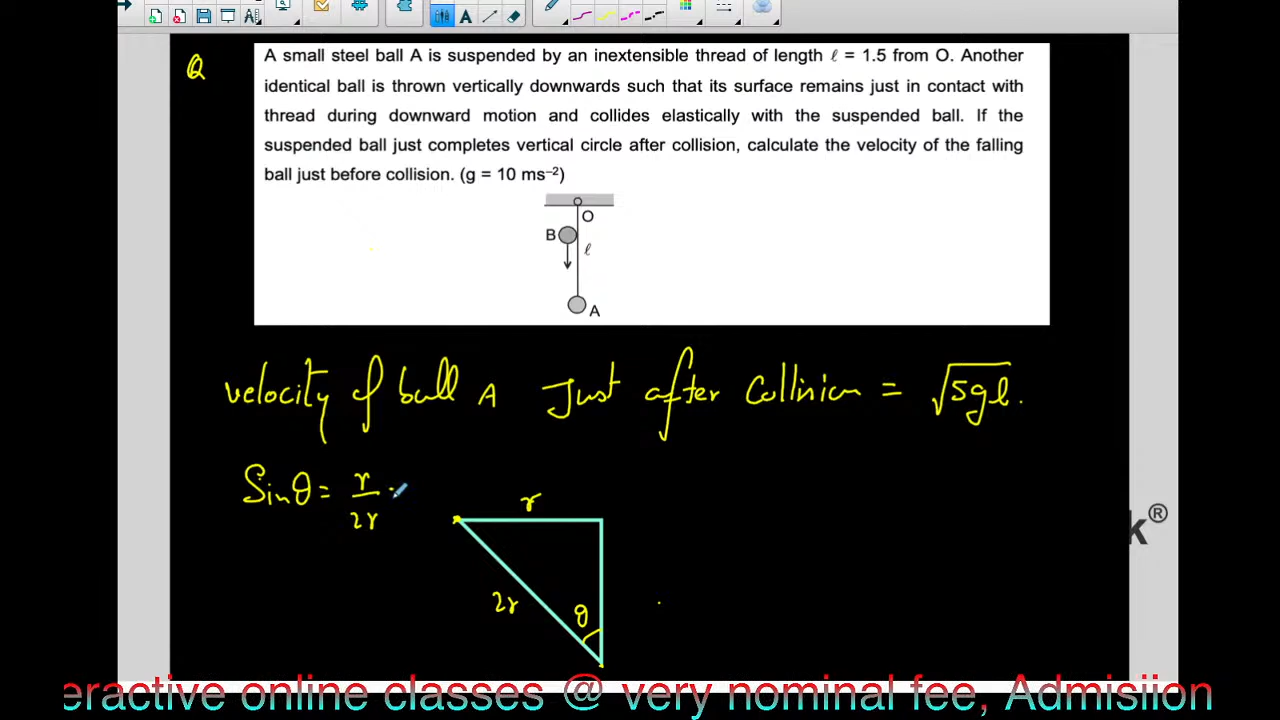 Q
A small steel ball A is suspended by an inextensible thread of length ℓ = 1.5 from O. Another
identical ball is thrown vertically downwards such that its surface remains just in contact with
thread during downward motion and collides elastically with the suspended ball. If the
suspended ball just completes vertical circle after collision, calculate the velocity of the falling
ball just before collision. (g = 10 ms⁻²)
O
B
ℓ
A
velocity of ball A Just after Collision = √5gl.
Sinθ = r/2r =
r
2r
θ
k®
eractive online classes @ very nominal fee, Admisiion